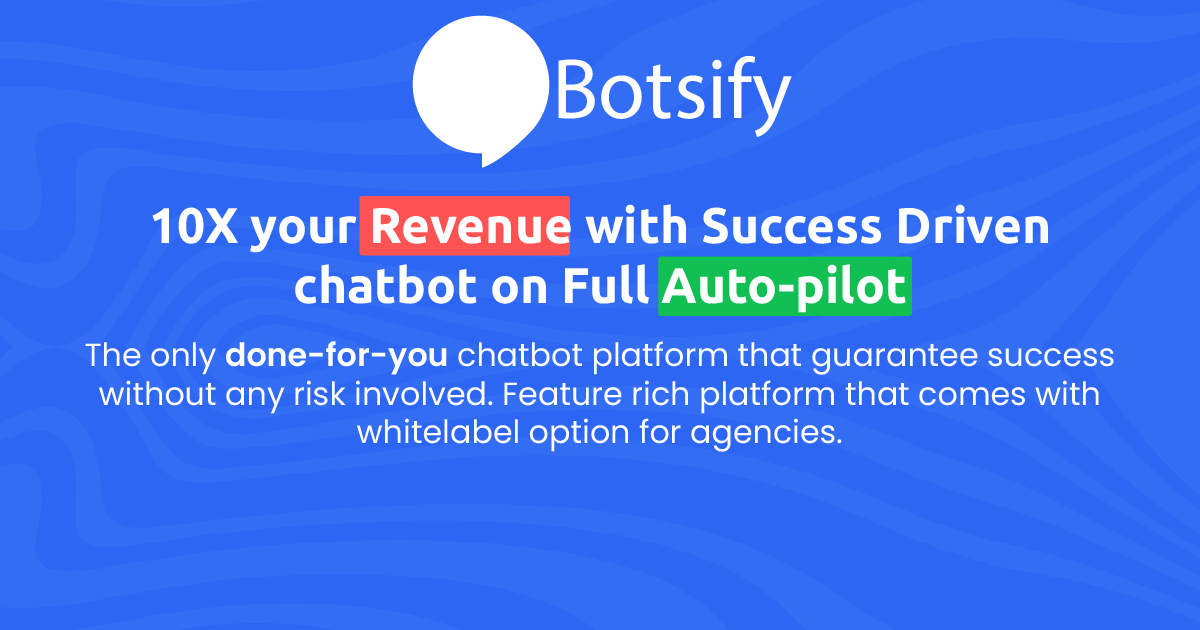 Botsify
10X your Revenue with Success Driven
chatbot on Full Auto-pilot
The only done-for-you chatbot platform that guarantee success
without any risk involved. Feature rich platform that comes with
whitelabel option for agencies.